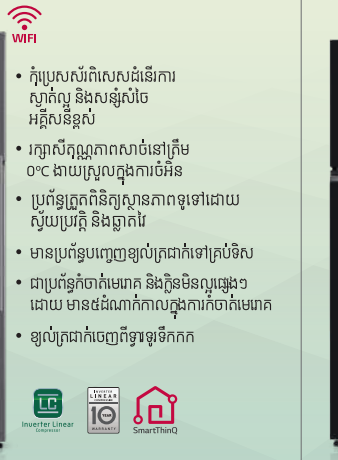 WIFI
• កុំប្រេសស័រពិសេសដំនើរការ
ស្ងាត់ល្អ និងសន្សំសំចៃ
អគ្គីសនីខ្ពស់
• រក្សាសីតុណ្ណភាពសាច់នៅត្រឹម
0°C ងាយស្រួលក្នុងការចំអិន
• ប្រព័ន្ធត្រួតពិនិត្យស្ថានភាពទូទៅដោយ
ស្វ័យប្រវត្តិ និងឆ្លាតវៃ
• មានប្រព័ន្ធបញ្ចេញខ្យល់ត្រជាក់ទៅគ្រប់ទិស
• ជាប្រព័ន្ធកំចាត់មេរោគ និងក្លិនមិនល្អផ្សេងៗ
ដោយ មាន៥ដំណាក់កាលក្នុងការកំចាត់មេរោគ
• ខ្យល់ត្រជាក់ចេញពីទ្វារទូរទឹកកក
LC
Inverter Linear
Compressor
INVERTER
LINEAR
COMPRESSOR
10
YEAR
WARRANTY
SmartThinQ